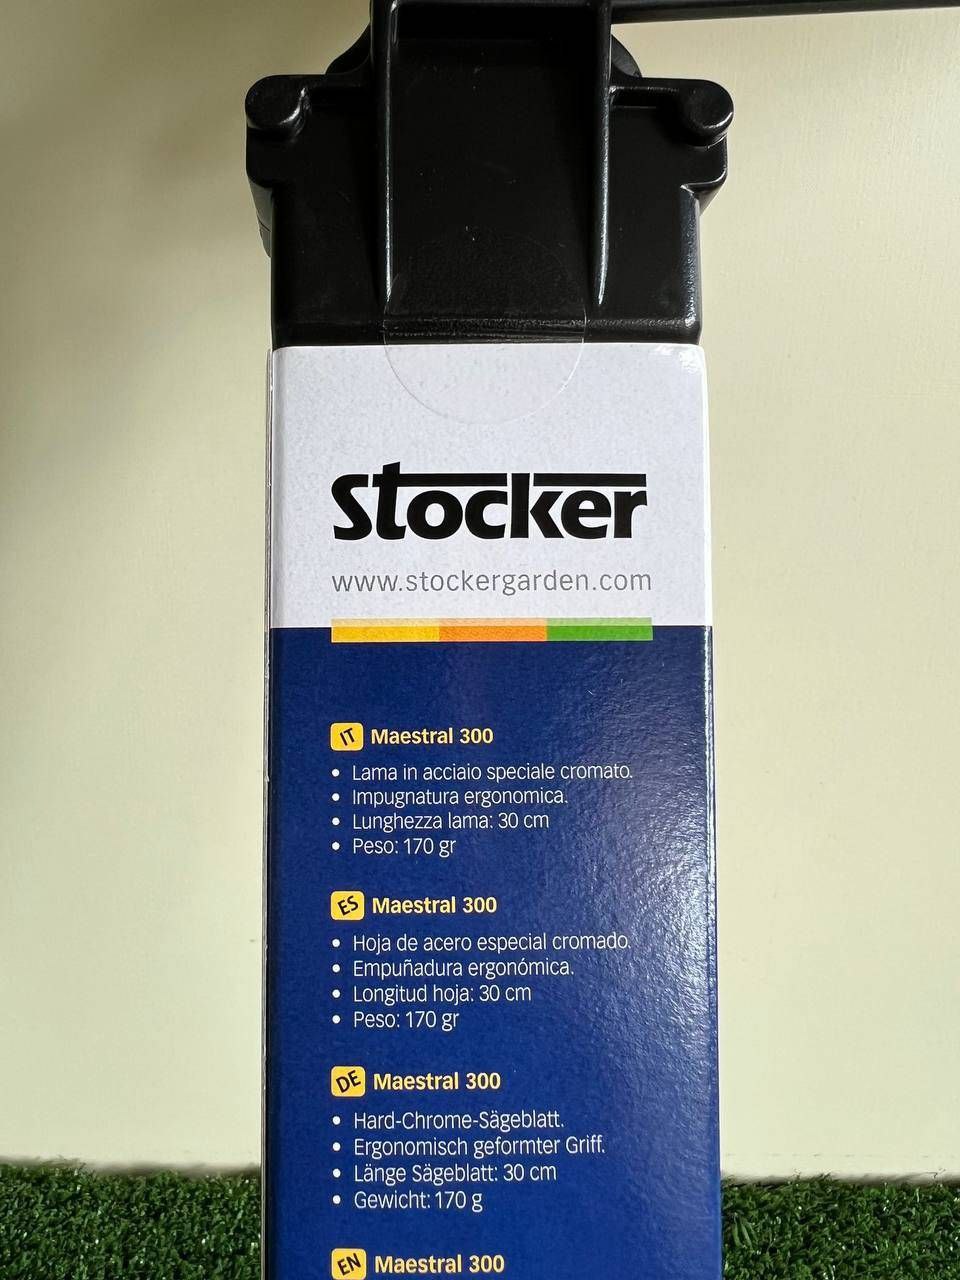 Stocker
www.stockergarden.com
IT Maestral 300
• Lama in acciaio speciale cromato.
• Impugnatura ergonomica.
• Lunghezza lama: 30 cm
• Peso: 170 gr
ES Maestral 300
• Hoja de acero especial cromado.
• Empuñadura ergonómica.
• Longitud hoja: 30 cm
• Peso: 170 gr
DE Maestral 300
• Hard-Chrome-Sägeblatt.
• Ergonomisch geformter Griff.
• Länge Sägeblatt: 30 cm
• Gewicht: 170 g
EN Maestral 300